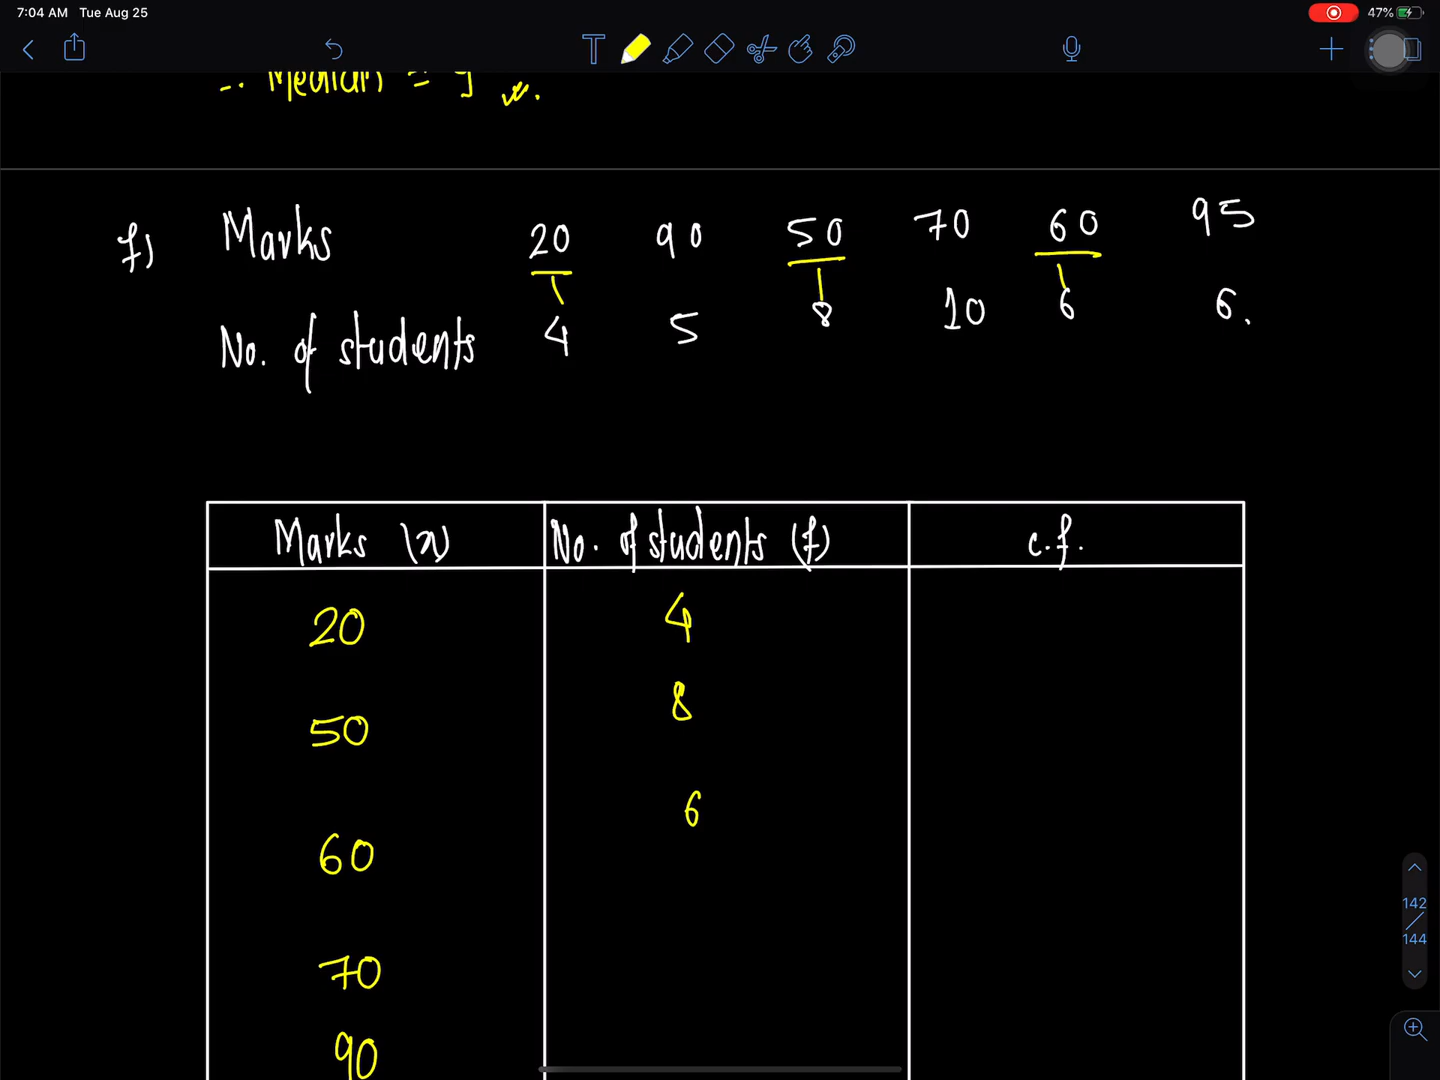 7:04 AM Tue Aug 25
47%
∴ Median = 9
f) Marks 20 90 50 70 60 95
No. of students 4 5 8 10 6 6.
Marks (x) No. of students (f) c.f.
20 4
50 8
60 6
70
90
142
144